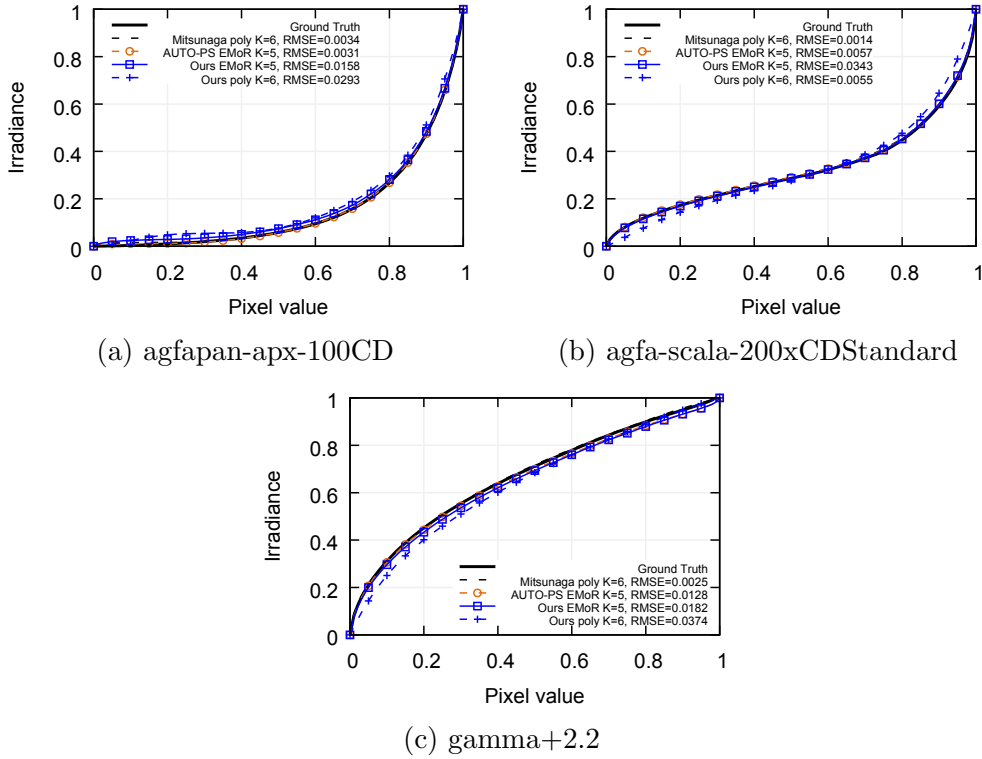 Irradiance
1
0.8
0.6
0.4
0.2
0
Ground Truth
Mitsunaga poly K=6, RMSE=0.0034
AUTO-PS EMoR K=5, RMSE=0.0031
Ours EMoR K=5, RMSE=0.0158
Ours poly K=6, RMSE=0.0293
0 0.2 0.4 0.6 0.8 1
Pixel value
(a) agfapan-apx-100CD
Irradiance
1
0.8
0.6
0.4
0.2
0
Ground Truth
Mitsunaga poly K=6, RMSE=0.0014
AUTO-PS EMoR K=5, RMSE=0.0057
Ours EMoR K=5, RMSE=0.0343
Ours poly K=6, RMSE=0.0055
0 0.2 0.4 0.6 0.8 1
Pixel value
(b) agfa-scala-200xCDStandard
Irradiance
1
0.8
0.6
0.4
0.2
0
Ground Truth
Mitsunaga poly K=6, RMSE=0.0025
AUTO-PS EMoR K=5, RMSE=0.0128
Ours EMoR K=5, RMSE=0.0182
Ours poly K=6, RMSE=0.0374
0 0.2 0.4 0.6 0.8 1
Pixel value
(c) gamma+2.2